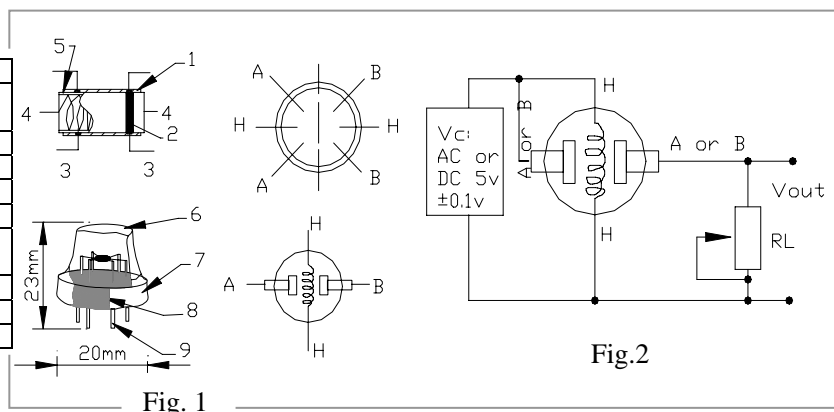 5
1
4
4
2
3
3
6
7
8
9
23mm
20mm
Fig. 1
A
B
H
H
A
B
H
A
B
H
H
Vc:
AC or
DC 5v
±0.1v
A or B
A or B
H
Vout
RL
Fig.2